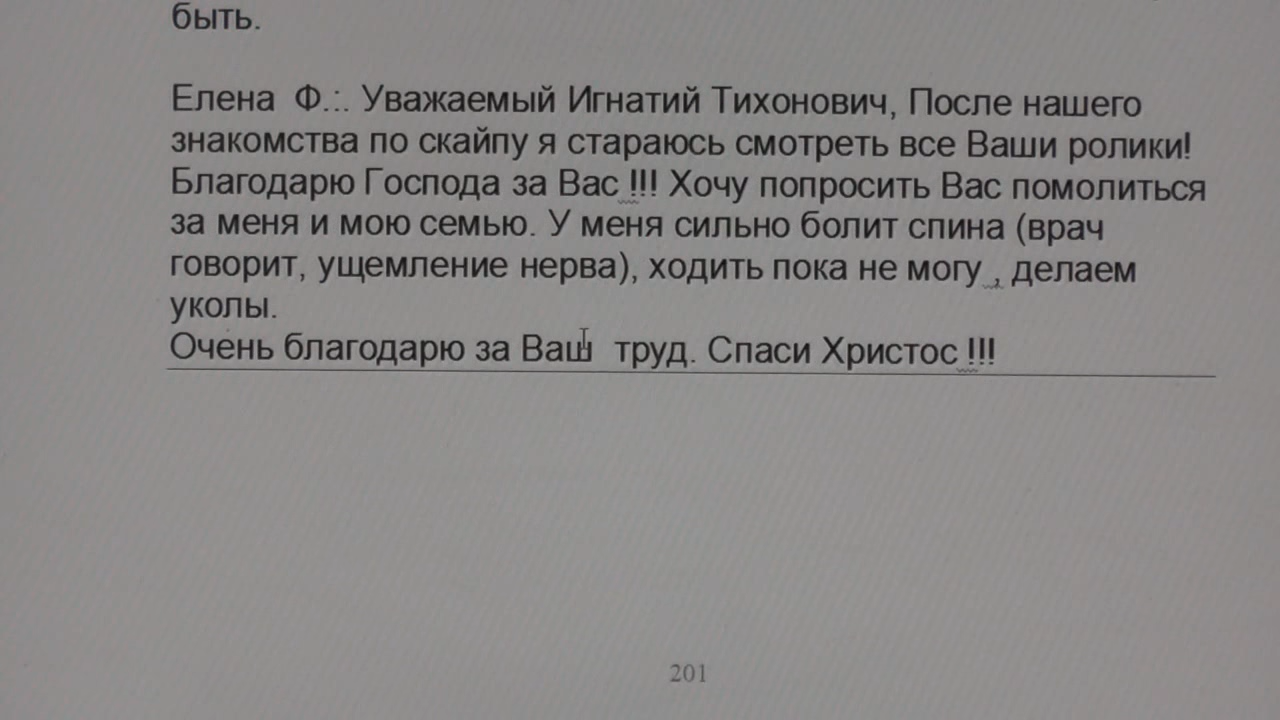 быть.
Елена Ф.:. Уважаемый Игнатий Тихонович, После нашего
знакомства по скайпу я стараюсь смотреть все Ваши ролики!
Благодарю Господа за Вас !!! Хочу попросить Вас помолиться
за меня и мою семью. У меня сильно болит спина (врач
говорит, ущемление нерва), ходить пока не могу , делаем
уколы.
Очень благодарю за Ваш труд. Спаси Христос !!!
201